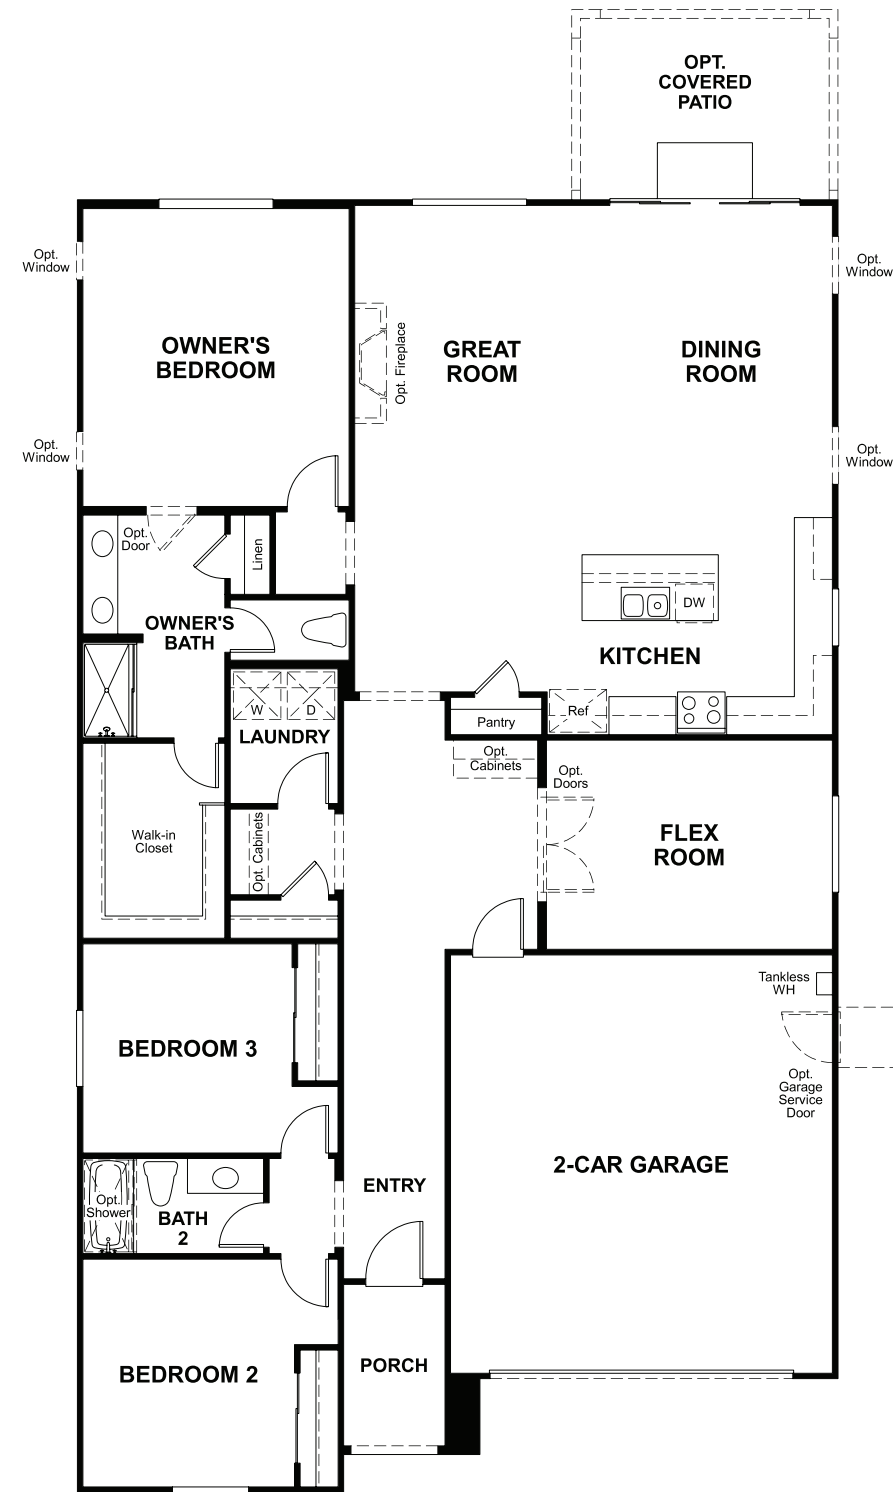 OPT.
COVERED
PATIO
Opt.
Window
Opt.
Window
OWNER'S
BEDROOM
Opt. Fireplace
GREAT
ROOM
DINING
ROOM
Opt.
Window
Opt.
Window
Opt.
Door
Linen
DW
OWNER'S
BATH
KITCHEN
W
D
Ref
Pantry
LAUNDRY
Opt.
Cabinets
Opt.
Doors
Walk-in
Closet
Opt. Cabinets
FLEX
ROOM
Tankless
WH
BEDROOM 3
Opt.
Garage
Service
Door
2-CAR GARAGE
ENTRY
Opt.
Shower
BATH
2
PORCH
BEDROOM 2